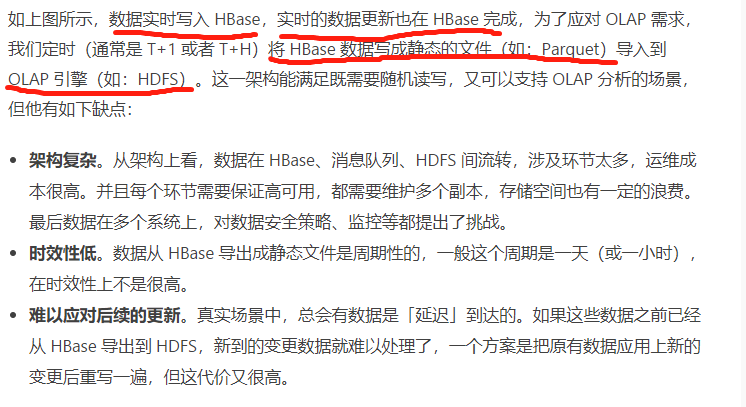 如上图所示，数据实时写入 HBase，实时的数据更新也在 HBase 完成，为了应对 OLAP 需求，
我们定时（通常是 T+1 或者 T+H）将 HBase 数据写成静态的文件（如：Parquet）导入到
OLAP 引擎（如：HDFS）。这一架构能满足既需要随机读写，又可以支持 OLAP 分析的场景，
但他有如下缺点：
• 架构复杂。从架构上看，数据在 HBase、消息队列、HDFS 间流转，涉及环节太多，运维成
本很高。并且每个环节需要保证高可用，都需要维护多个副本，存储空间也有一定的浪费。
最后数据在多个系统上，对数据安全策略、监控等都提出了挑战。
• 时效性低。数据从 HBase 导出成静态文件是周期性的，一般这个周期是一天（或一小时），
在时效性上不是很高。
• 难以应对后续的更新。真实场景中，总会有数据是「延迟」到达的。如果这些数据之前已经
从 HBase 导出到 HDFS，新到的变更数据就难以处理了，一个方案是把原有数据应用上新的
变更后重写一遍，但这代价又很高。